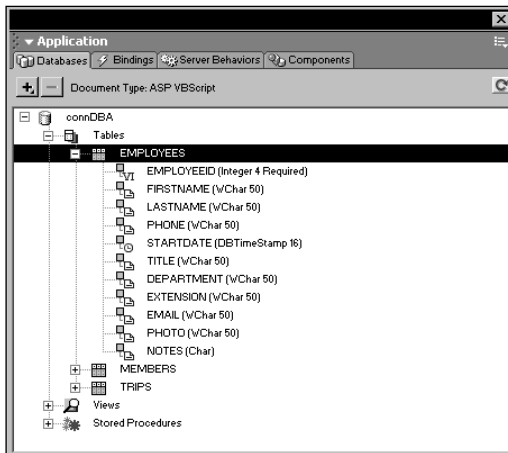 Application
Databases Bindings Server Behaviors Components
Document Type: ASP VBScript
connDBA
Tables
EMPLOYEES
EMPLOYEEID (Integer 4 Required)
FIRSTNAME (WChar 50)
LASTNAME (WChar 50)
PHONE (WChar 50)
STARTDATE (DBTimeStamp 16)
TITLE (WChar 50)
DEPARTMENT (WChar 50)
EXTENSION (WChar 50)
EMAIL (WChar 50)
PHOTO (WChar 50)
NOTES (Char)
MEMBERS
TRIPS
Views
Stored Procedures